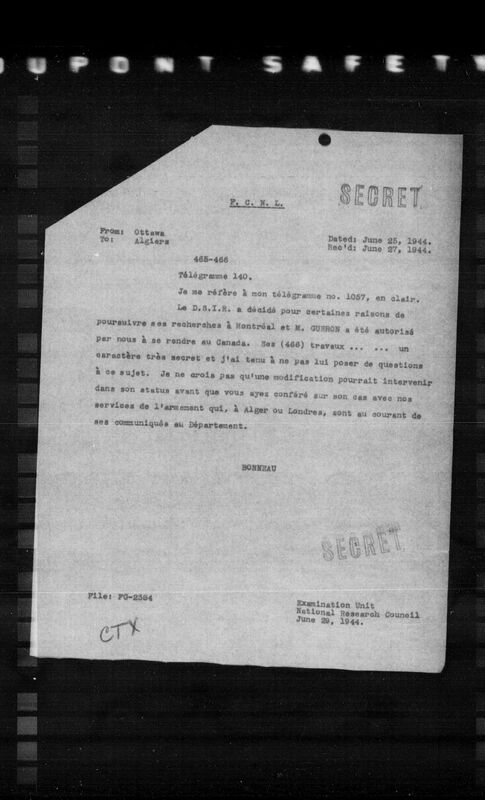 DUPONT SAFETY
SECRET
F. C. N. L.
From: Ottawa
To: Algiers
Dated: June 25, 1944.
Rec'd: June 27, 1944.
465-466
Télégramme 140.
Je me réfère à mon télégramme no. 1057, en clair.
Le D.S.I.R. a décidé pour certaines raisons de
poursuivre ses recherches à Montréal et M. GUERON a été autorisé
par nous à se rendre au Canada. Ses (466) travaux ... ... un
caractère très secret et j'ai tenu à ne pas lui poser de questions
à ce sujet. Je ne crois pas qu'une modification pourrait intervenir
dans son status avant que vous ayez conféré sur son cas avec nos
services de l'armement qui, à Alger ou Londres, sont au courant de
ses communiqués au Département.
BONNEAU
SECRET
File: FG-2384
CTX
Examination Unit
National Research Council
June 29, 1944.